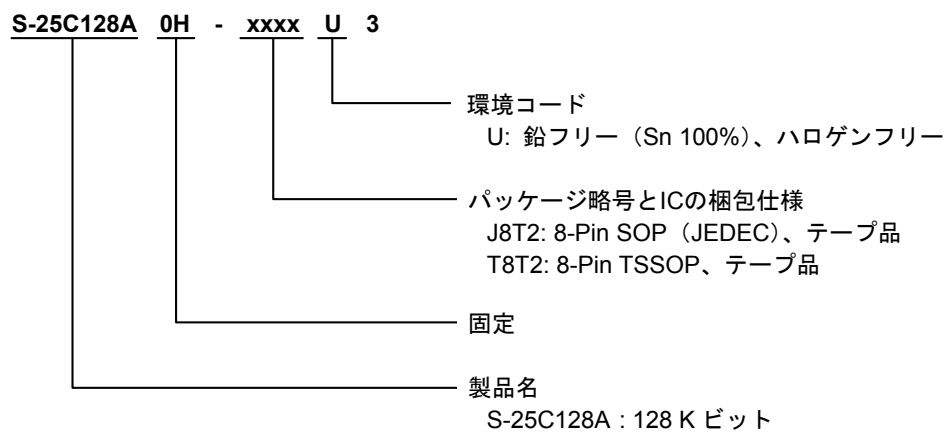 S-25C128A 0H - xxxx U 3
環境コード
U: 鉛フリー（Sn 100%）、ハロゲンフリー
パッケージ略号とICの梱包仕様
J8T2: 8-Pin SOP（JEDEC）、テープ品
T8T2: 8-Pin TSSOP、テープ品
固定
製品名
S-25C128A : 128 K ビット